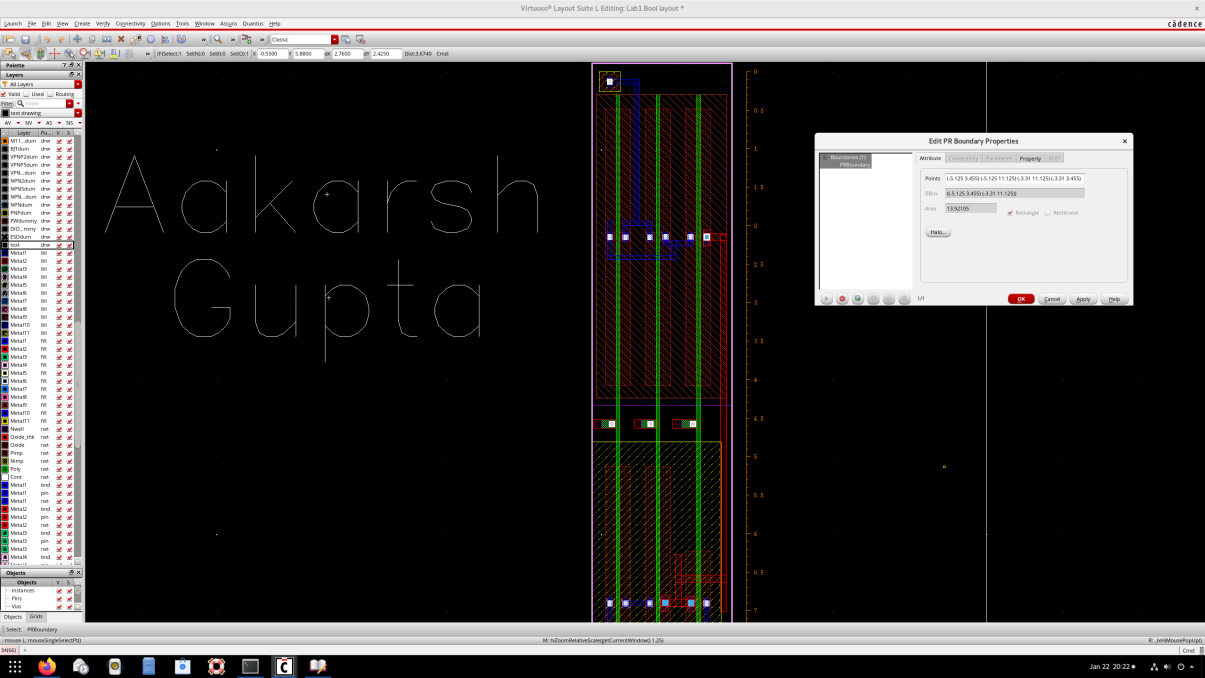 Virtuoso® Layout Suite L Editing: Lab1 Bool layout *
Launch File Edit View Create Verify Connectivity Options Tools Window Assura Quantus Help
cādence
Classic
(F)Select:1 Sel(N):0 Sel(I):0 Sel(O):1 X -0.5500 Y 5.8800 dX 2.7600 dY 2.4250 Dist:3.6740 Cmd:
Palette
Layers
All Layers
Valid Used Routing
Filter Filter
text drawing
AV NV AS NS
Layer Pu... V S
M11...dum drw
BJTdum drw
VPNP2dum drw
VPNP5dum drw
VPN...dum drw
NPN2dum drw
NPN5dum drw
NPN...dum drw
NPNdum drw
PNPdum drw
PWdummy drw
DIO...mmy drw
ESDdum drw
text drw
Metal1 lbl
Metal2 lbl
Metal3 lbl
Metal4 lbl
Metal5 lbl
Metal6 lbl
Metal7 lbl
Metal8 lbl
Metal9 lbl
Metal10 lbl
Metal11 lbl
Metal1 fill
Metal2 fill
Metal3 fill
Metal4 fill
Metal5 fill
Metal6 fill
Metal7 fill
Metal8 fill
Metal9 fill
Metal10 fill
Metal11 fill
Nwell net
Oxide_thk net
Oxide net
Pimp net
Nimp net
Poly net
Cont net
Metal1 bnd
Metal1 pin
Metal1 net
Metal2 bnd
Metal2 pin
Metal2 net
Metal3 bnd
Metal3 pin
Metal3 net
Metal4 bnd
Objects
Objects V S
Instances
Pins
Vias
Objects Grids
Aakarsh
Gupta
0
0.5
1
1.5
2
2.5
3
3.5
4
4.5
5
5.5
6
6.5
7
Edit PR Boundary Properties
Boundaries (1)
PRBoundary
Attribute Connectivity Parameter Property ROD
Points (-5.125 3.455) (-5.125 11.125) (-3.31 11.125) (-3.31 3.455)
BBox ((-5.125 3.455) (-3.31 11.125))
Area 13.92105
Rectangle Rectilinear
Halo...
1/1
OK Cancel Apply Help
Select: PRBoundary
mouse L: mouseSingleSelectPt()
M: hiZoomRelativeScale(getCurrentWindow() 1.25)
R: _lxHiMousePopUp()
34(66) >
Cmd:
Jan 22 20:22